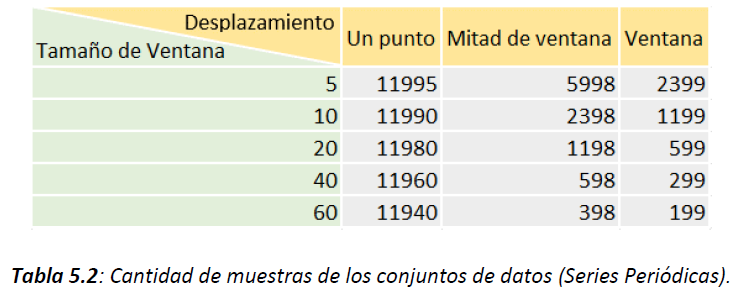 Desplazamiento
Tamaño de Ventana
Un punto Mitad de ventana Ventana
5 11995 5998 2399
10 11990 2398 1199
20 11980 1198 599
40 11960 598 299
60 11940 398 199
Tabla 5.2: Cantidad de muestras de los conjuntos de datos (Series Periódicas).